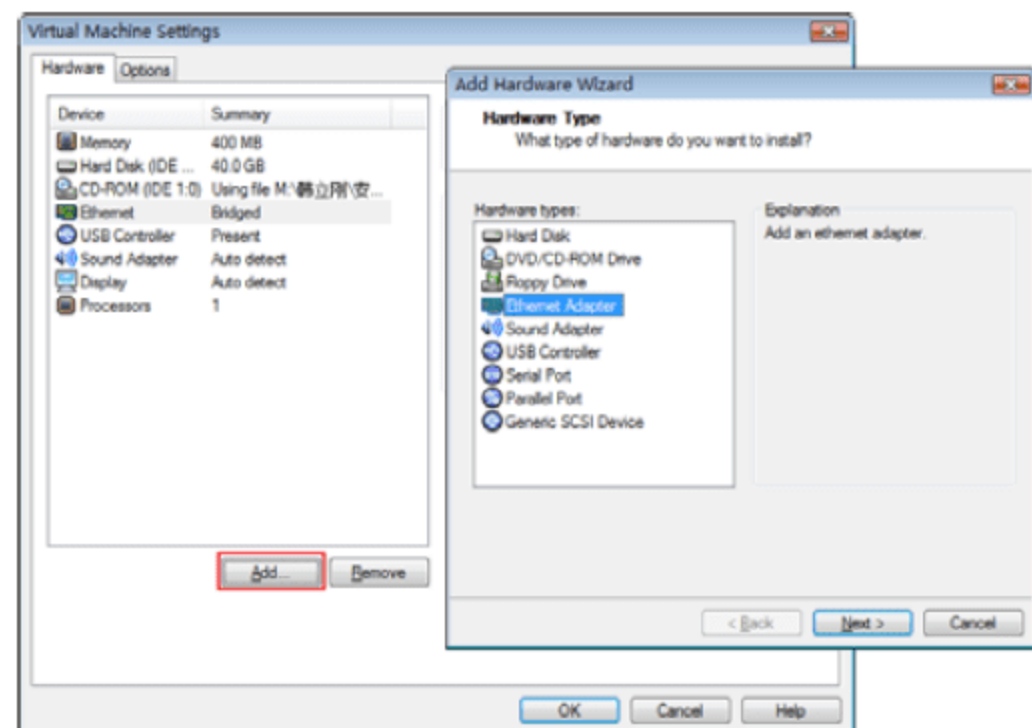 Virtual Machine Settings
Hardware Options
Device Summary
Memory 400 MB
Hard Disk (IDE ... 40.0 GB
CD-ROM (IDE 1:0) Using file M:\韩立刚\安...
Ethernet Bridged
USB Controller Present
Sound Adapter Auto detect
Display Auto detect
Processors 1
Add... Remove
OK Cancel Help
Add Hardware Wizard
Hardware Type
What type of hardware do you want to install?
Hardware types:
Hard Disk
DVD/CD-ROM Drive
Floppy Drive
Ethernet Adapter
Sound Adapter
USB Controller
Serial Port
Parallel Port
Generic SCSI Device
Explanation
Add an ethernet adapter.
< Back Next > Cancel